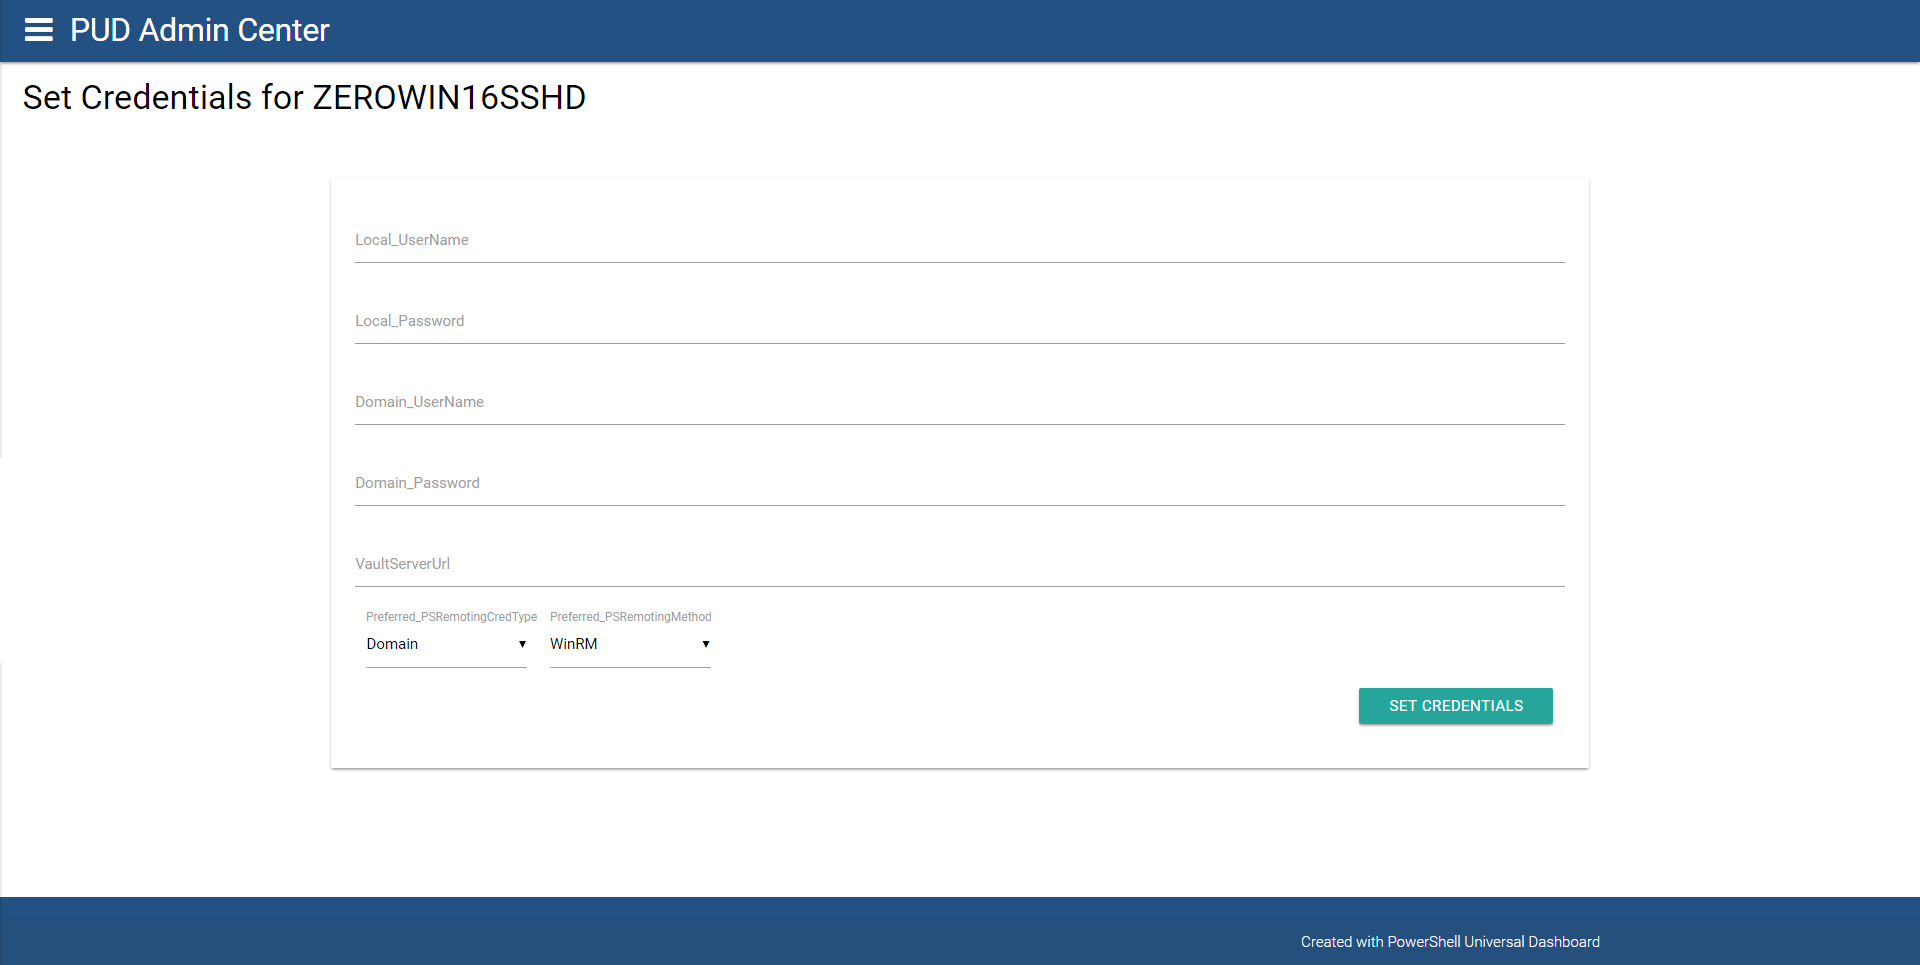 PUD Admin Center
Set Credentials for ZEROWIN16SSHD
Local_UserName
Local_Password
Domain_UserName
Domain_Password
VaultServerUrl
Preferred_PSRemotingCredType Preferred_PSRemotingMethod
Domain WinRM
SET CREDENTIALS
Created with PowerShell Universal Dashboard